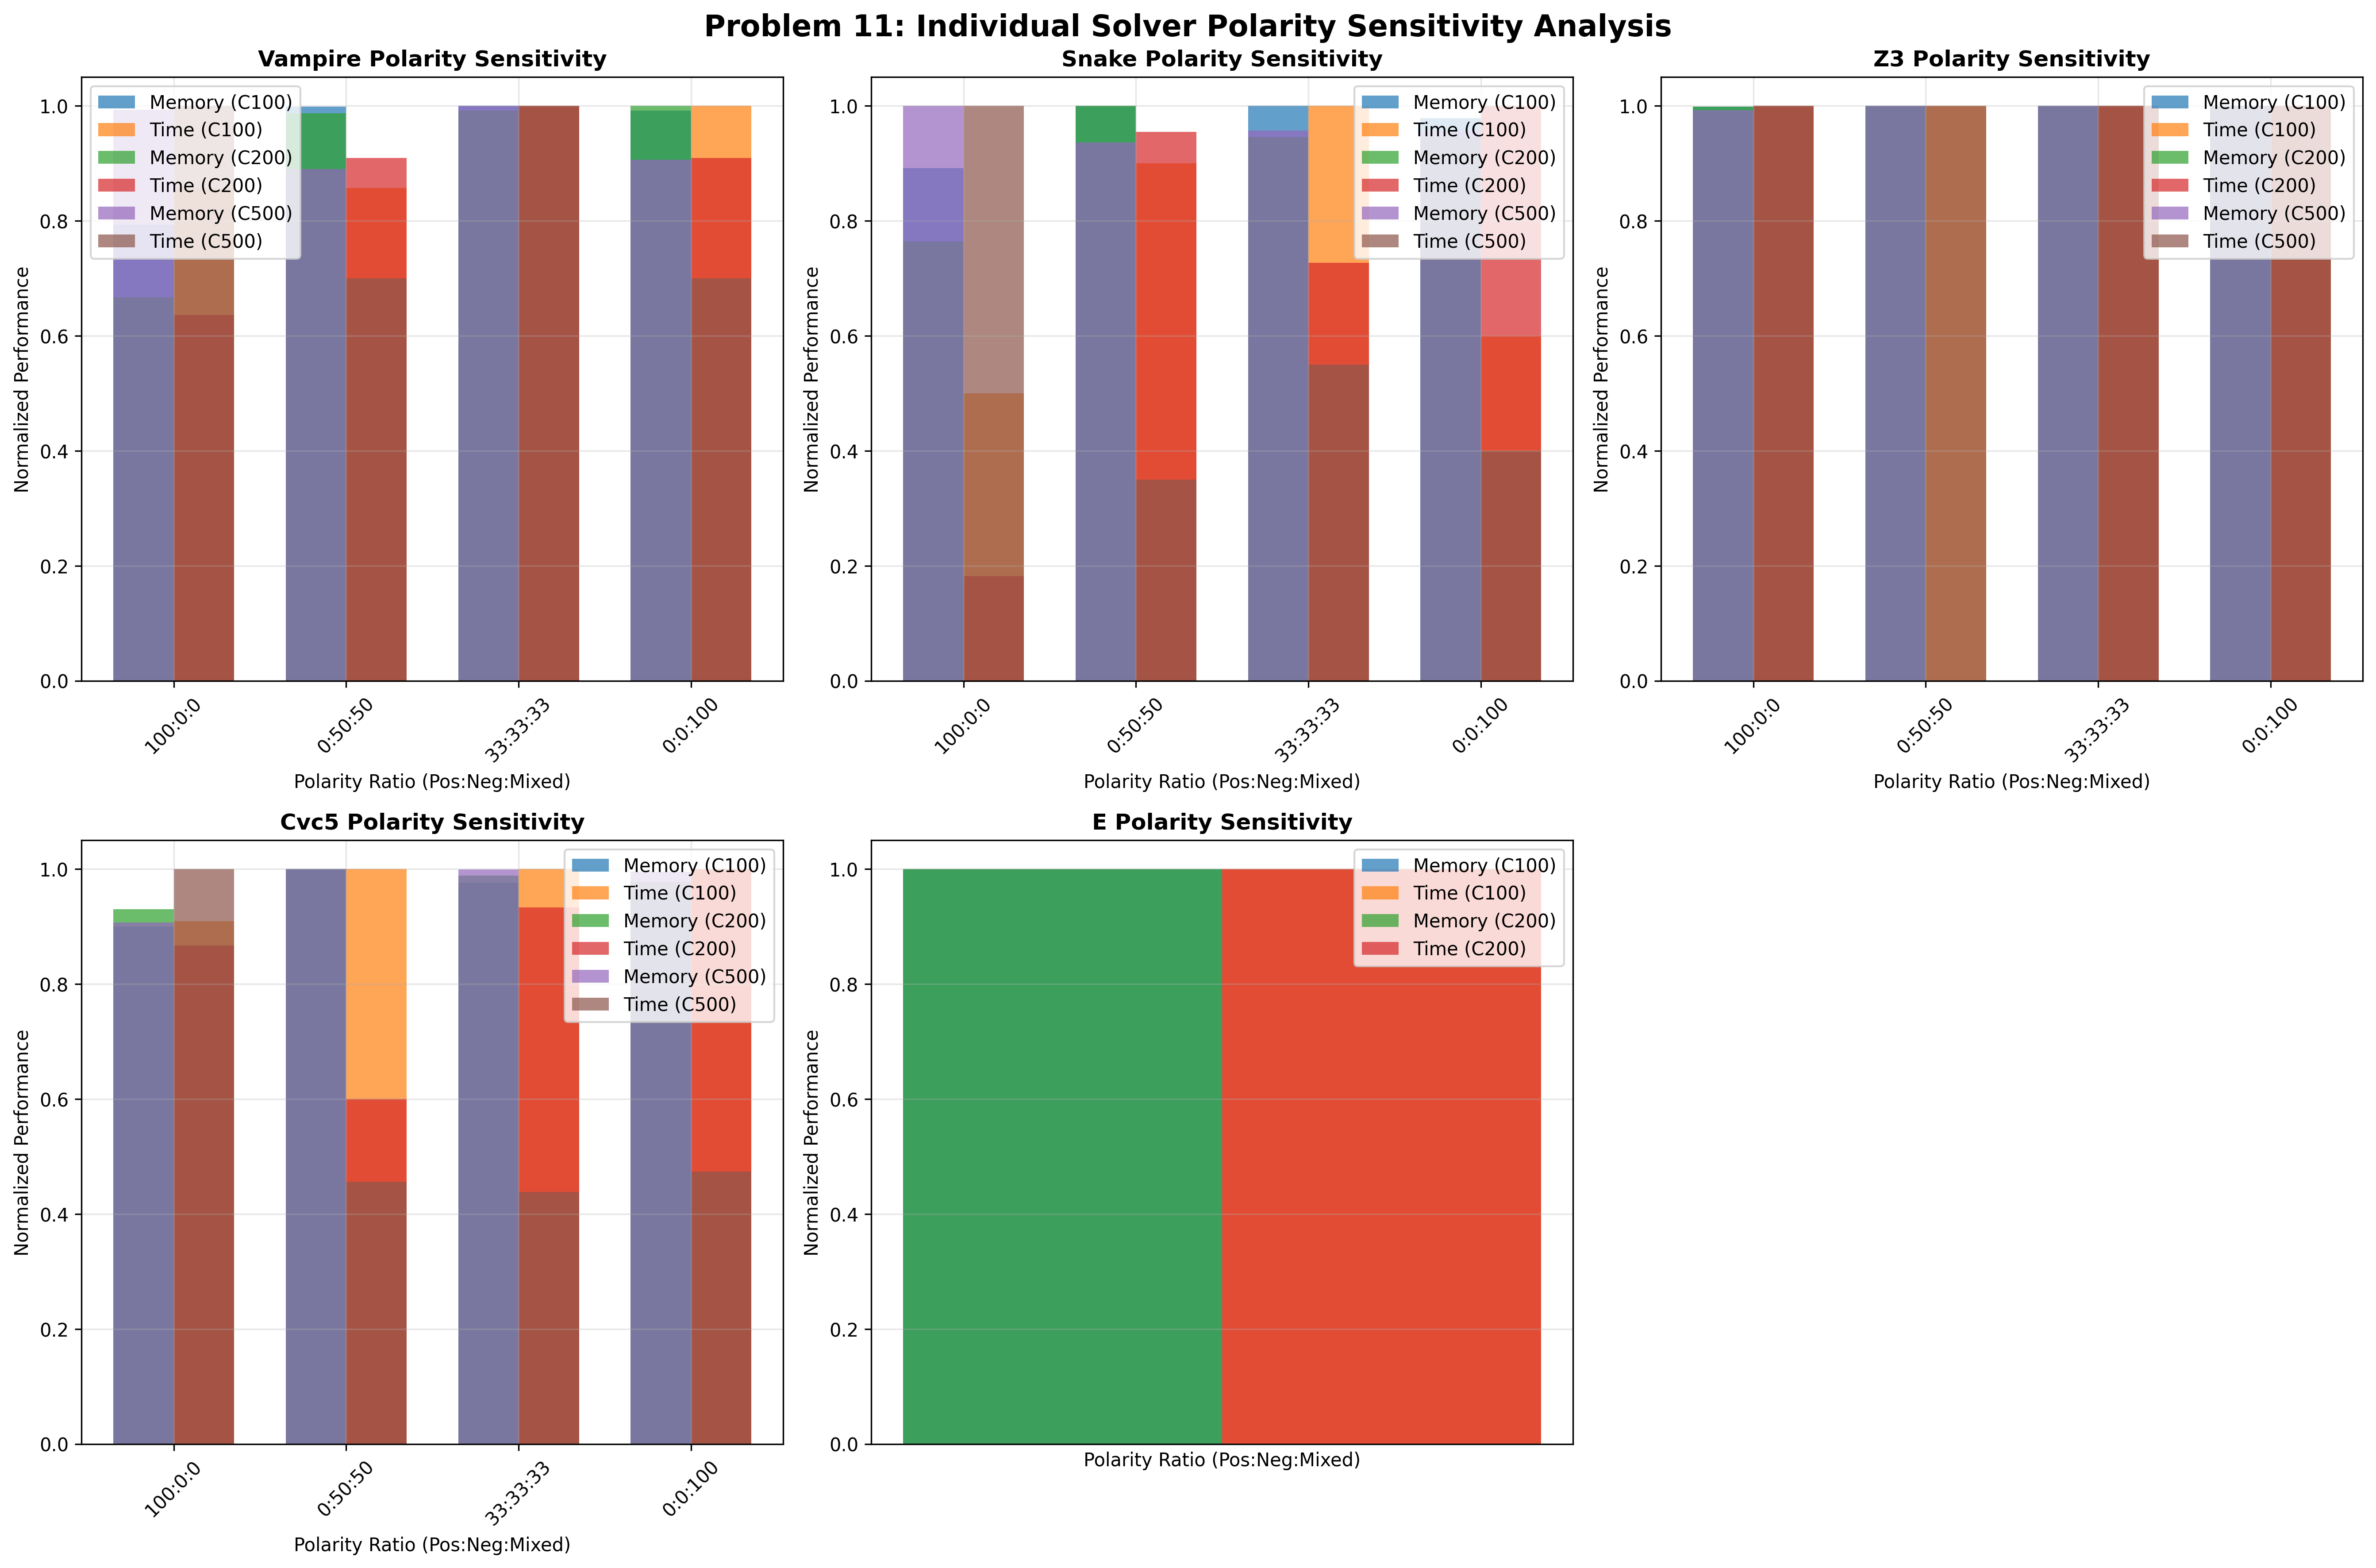 Problem 11: Individual Solver Polarity Sensitivity Analysis
Vampire Polarity Sensitivity
Normalized Performance
1.0
0.8
0.6
0.4
0.2
0.0
Memory (C100)
Time (C100)
Memory (C200)
Time (C200)
Memory (C500)
Time (C500)
100:0:0
0:50:50
33:33:33
0:0:100
Polarity Ratio (Pos:Neg:Mixed)
Snake Polarity Sensitivity
Normalized Performance
1.0
0.8
0.6
0.4
0.2
0.0
Memory (C100)
Time (C100)
Memory (C200)
Time (C200)
Memory (C500)
Time (C500)
100:0:0
0:50:50
33:33:33
0:0:100
Polarity Ratio (Pos:Neg:Mixed)
Z3 Polarity Sensitivity
Normalized Performance
1.0
0.8
0.6
0.4
0.2
0.0
Memory (C100)
Time (C100)
Memory (C200)
Time (C200)
Memory (C500)
Time (C500)
100:0:0
0:50:50
33:33:33
0:0:100
Polarity Ratio (Pos:Neg:Mixed)
Cvc5 Polarity Sensitivity
Normalized Performance
1.0
0.8
0.6
0.4
0.2
0.0
Memory (C100)
Time (C100)
Memory (C200)
Time (C200)
Memory (C500)
Time (C500)
100:0:0
0:50:50
33:33:33
0:0:100
Polarity Ratio (Pos:Neg:Mixed)
E Polarity Sensitivity
Normalized Performance
1.0
0.8
0.6
0.4
0.2
0.0
Memory (C100)
Time (C100)
Memory (C200)
Time (C200)
Polarity Ratio (Pos:Neg:Mixed)